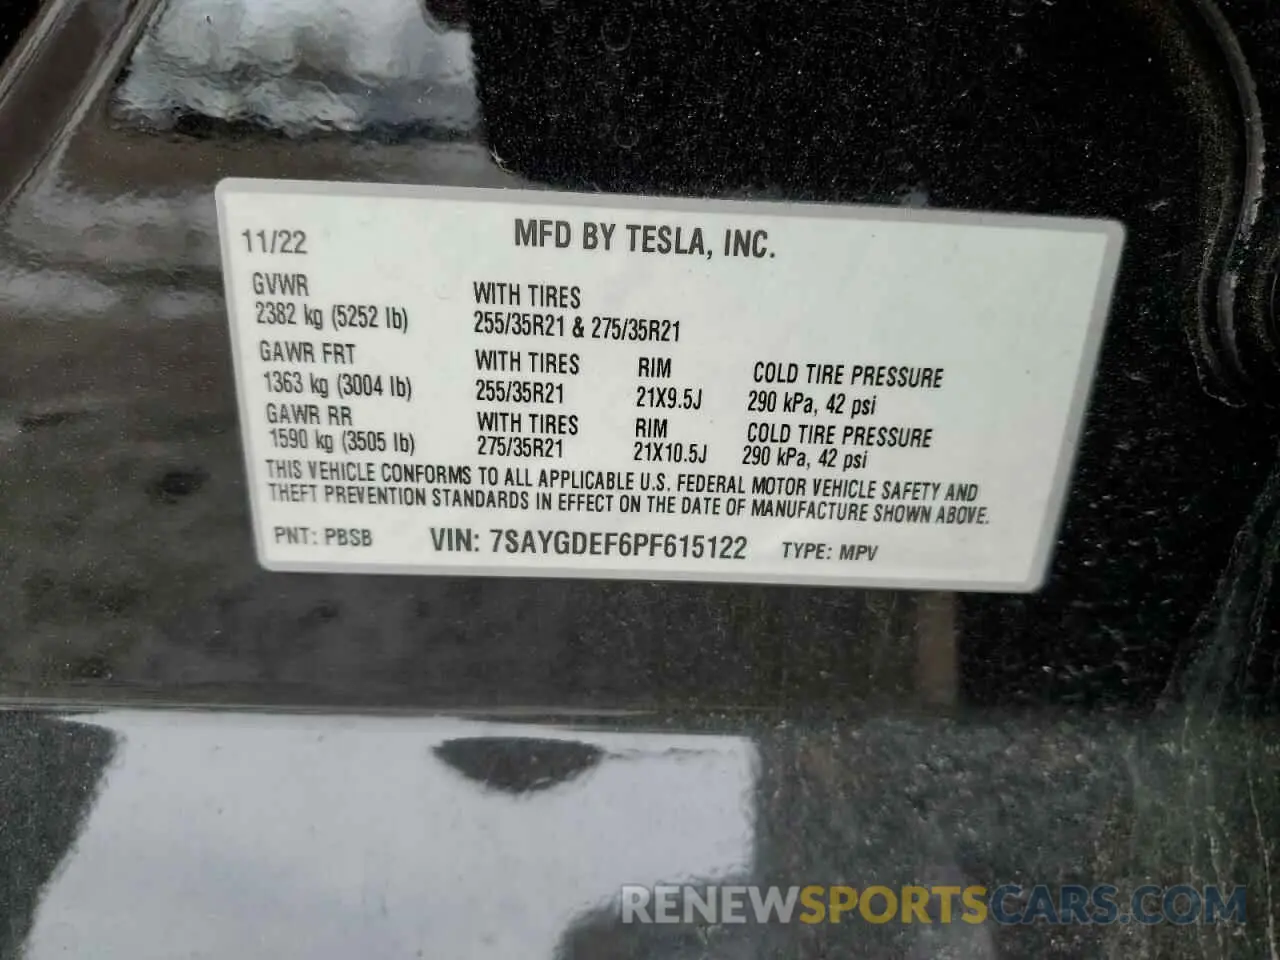 11/22 MFD BY TESLA, INC.
GVWR WITH TIRES
2382 kg (5252 lb) 255/35R21 & 275/35R21
GAWR FRT WITH TIRES RIM COLD TIRE PRESSURE
1363 kg (3004 lb) 255/35R21 21X9.5J 290 kPa, 42 psi
GAWR RR WITH TIRES RIM COLD TIRE PRESSURE
1590 kg (3505 lb) 275/35R21 21X10.5J 290 kPa, 42 psi
THIS VEHICLE CONFORMS TO ALL APPLICABLE U.S. FEDERAL MOTOR VEHICLE SAFETY AND
THEFT PREVENTION STANDARDS IN EFFECT ON THE DATE OF MANUFACTURE SHOWN ABOVE.
PNT: PBSB VIN: 7SAYGDEF6PF615122 TYPE: MPV
RENEWSPORTSCARS.COM